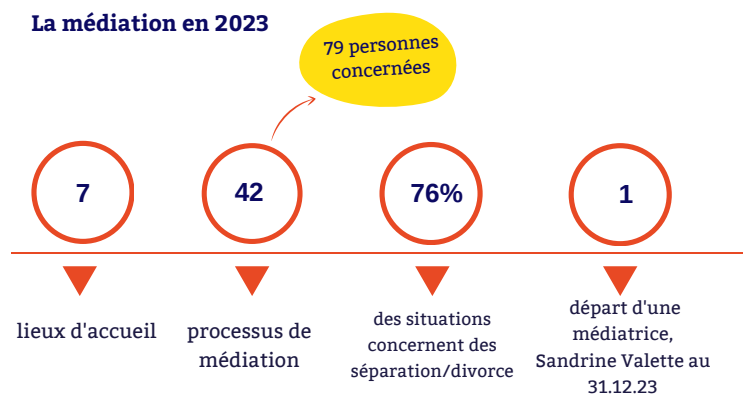 La médiation en 2023
79 personnes
concernées
7
42
76%
1
lieux d'accueil
processus de
médiation
des situations
concernent des
séparation/divorce
départ d'une
médiatrice,
Sandrine Valette au
31.12.23